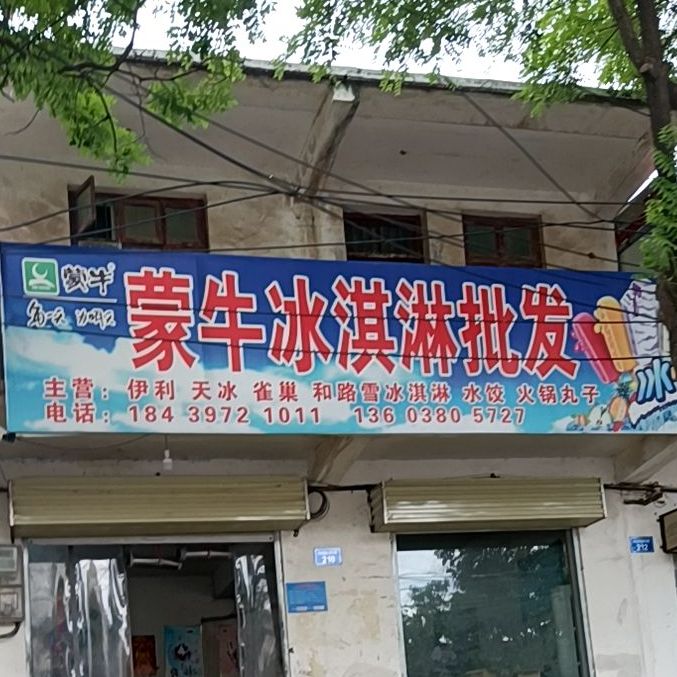 蒙牛
蒙牛冰淇淋批发
主营：伊利 天冰 雀巢 和路雪冰淇淋 水饺 火锅丸子
电话：184 3972 1011 136 0380 5727
冰
210
212